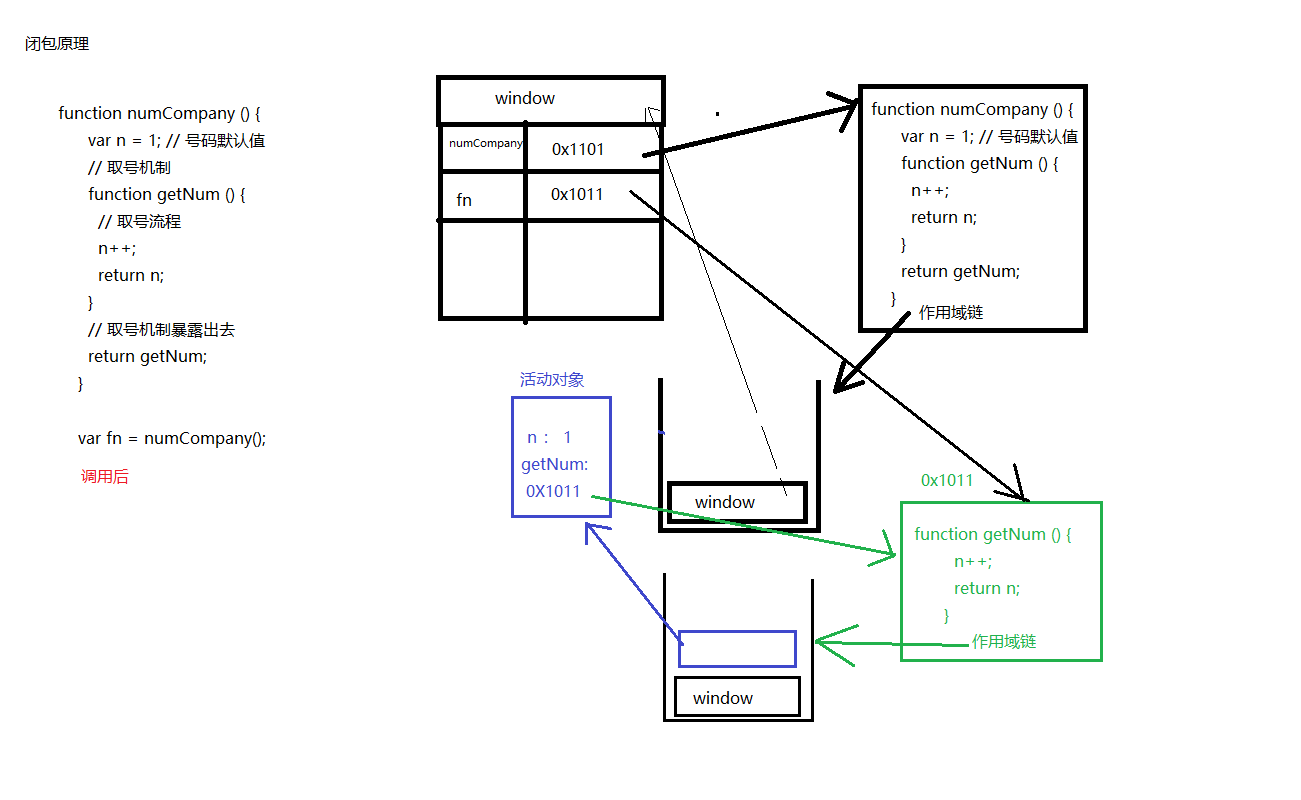 闭包原理
function numCompany () {
var n = 1; // 号码默认值
// 取号机制
function getNum () {
// 取号流程
n++;
return n;
}
// 取号机制暴露出去
return getNum;
}
var fn = numCompany();
调用后
window
numCompany 0x1101
fn 0x1011
function numCompany () {
var n = 1; // 号码默认值
function getNum () {
n++;
return n;
}
return getNum;
}
作用域链
活动对象
n : 1
getNum:
0X1011
window
0x1011
function getNum () {
n++;
return n;
}
作用域链
window